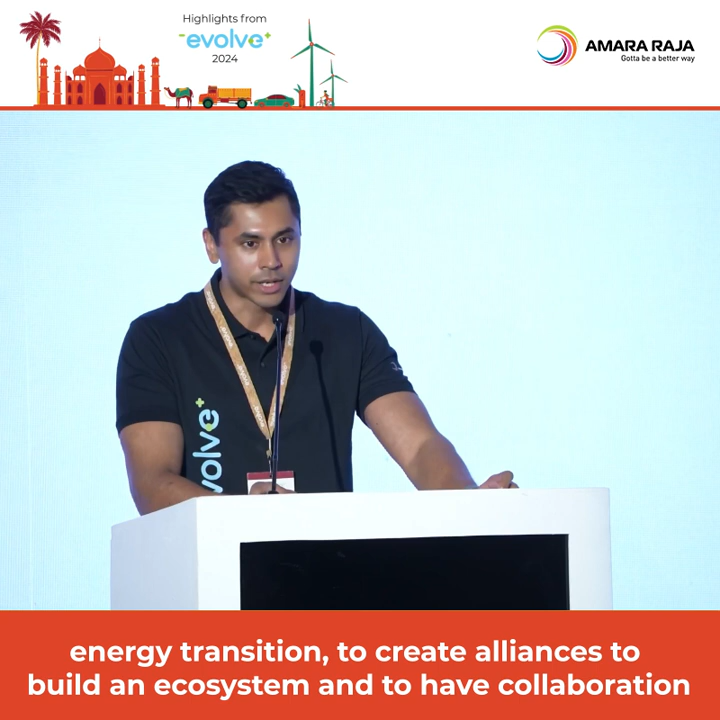 Highlights from
evolve
2024
AMARA RAJA
Gotta be a better way
volve
energy transition, to create alliances to
build an ecosystem and to have collaboration